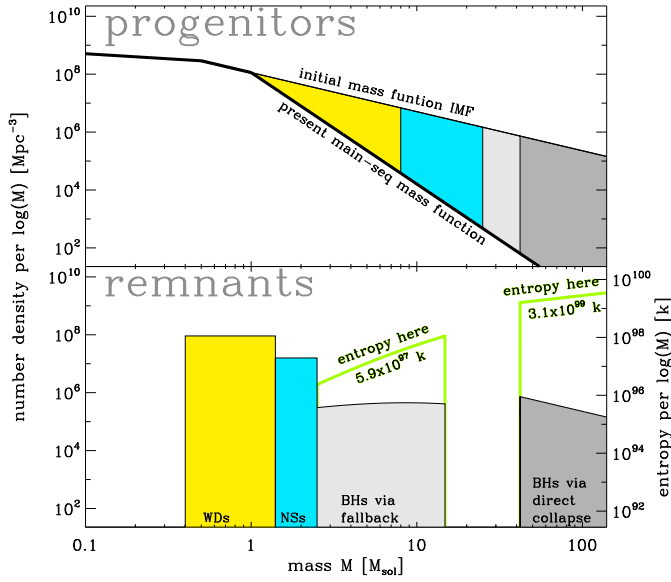 progenitors
initial mass funtion IMF
present main-seq mass function
10^10
10^8
10^6
10^4
10^2
number density per log(M) [Mpc^-3]
remnants
10^10
10^8
10^6
10^4
10^2
entropy here
5.9x10^97 k
entropy here
3.1x10^99 k
10^100
10^98
10^96
10^94
10^92
entropy per log(M) [k]
WDs
NSs
BHs via
fallback
BHs via
direct
collapse
0.1
1
10
100
mass M [M_sol]